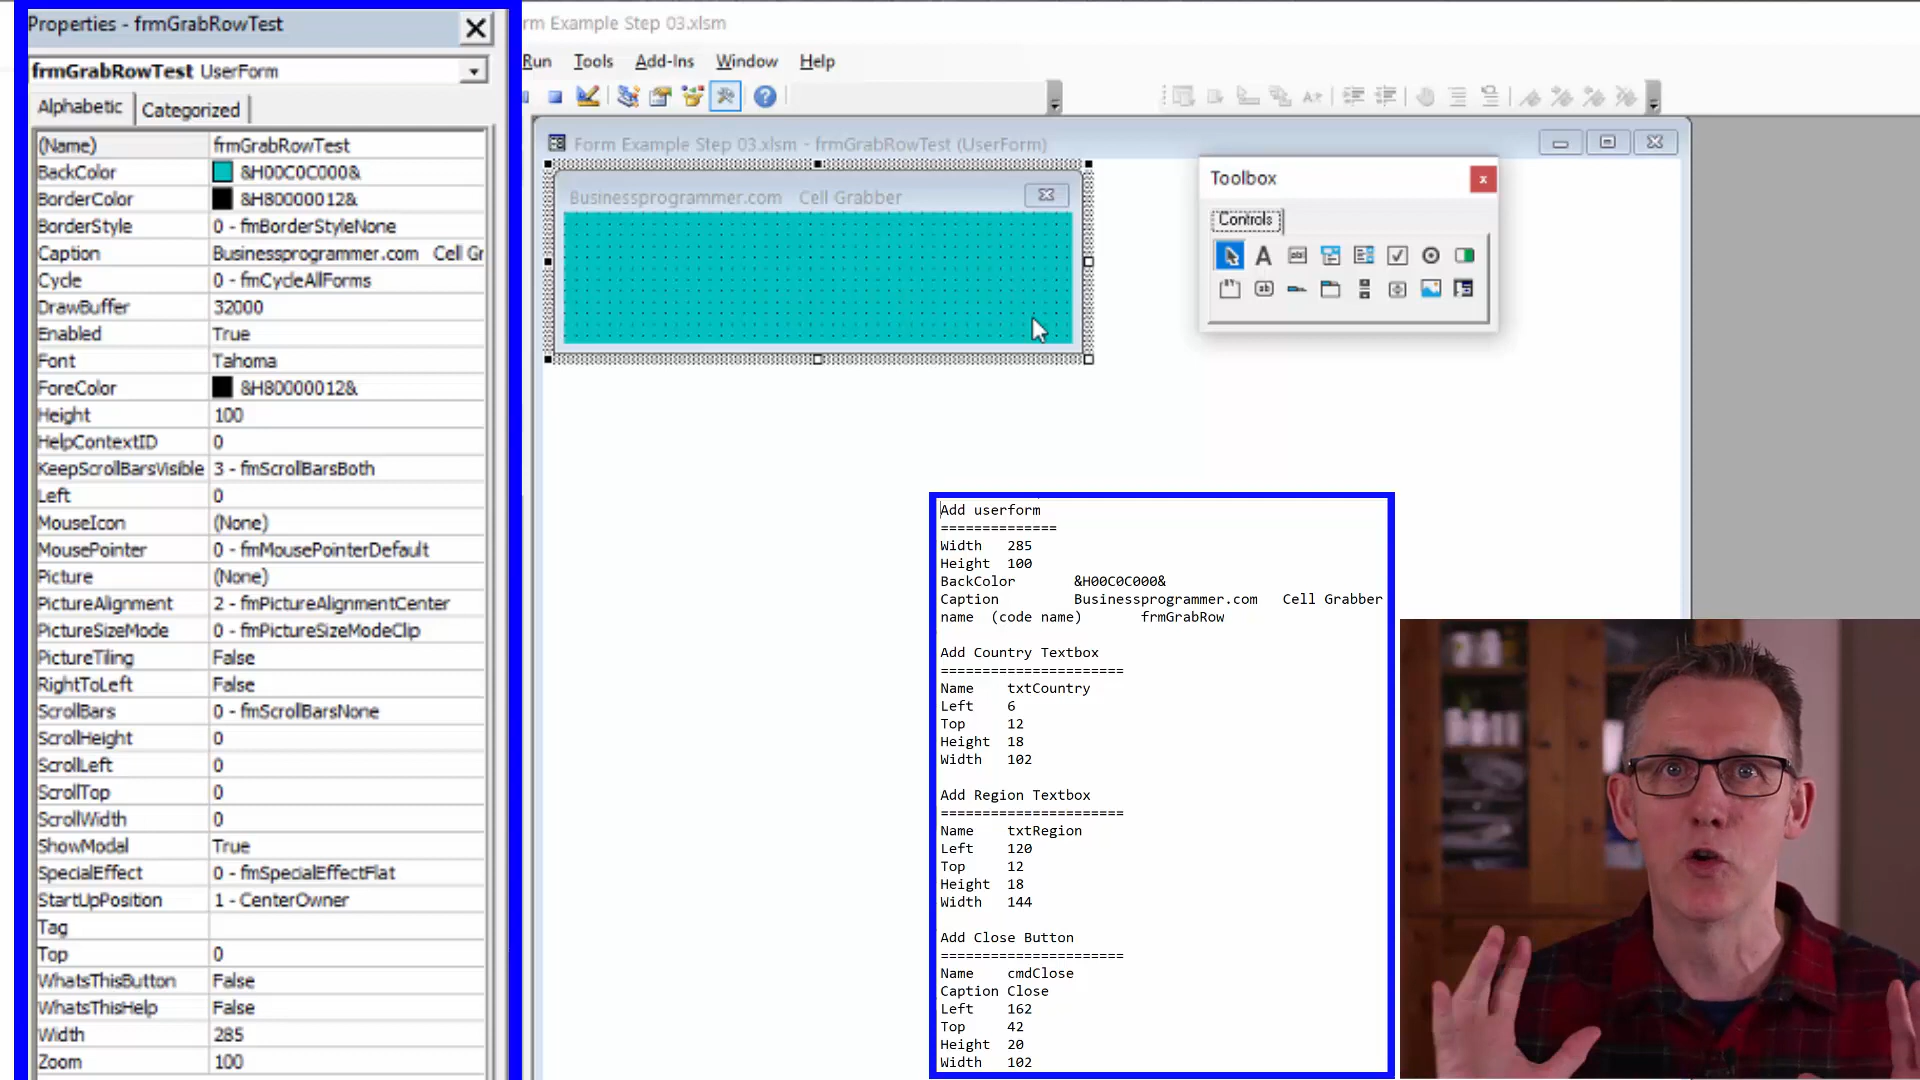 Properties - frmGrabRowTest
frmGrabRowTest UserForm
Alphabetic Categorized
(Name) frmGrabRowTest
BackColor &H00C0C000&
BorderColor &H80000012&
BorderStyle 0 - fmBorderStyleNone
Caption Businessprogrammer.com Cell Gr
Cycle 0 - fmCycleAllForms
DrawBuffer 32000
Enabled True
Font Tahoma
ForeColor &H80000012&
Height 100
HelpContextID 0
KeepScrollBarsVisible 3 - fmScrollBarsBoth
Left 0
MouseIcon (None)
MousePointer 0 - fmMousePointerDefault
Picture (None)
PictureAlignment 2 - fmPictureAlignmentCenter
PictureSizeMode 0 - fmPictureSizeModeClip
PictureTiling False
RightToLeft False
ScrollBars 0 - fmScrollBarsNone
ScrollHeight 0
ScrollLeft 0
ScrollTop 0
ScrollWidth 0
ShowModal True
SpecialEffect 0 - fmSpecialEffectFlat
StartUpPosition 1 - CenterOwner
Tag
Top 0
WhatsThisButton False
WhatsThisHelp False
Width 285
Zoom 100
rm Example Step 03.xlsm
Run Tools Add-Ins Window Help
Form Example Step 03.xlsm - frmGrabRowTest (UserForm)
Businessprogrammer.com Cell Grabber
Toolbox
Controls
Add userform
==============
Width 285
Height 100
BackColor &H00C0C000&
Caption Businessprogrammer.com Cell Grabber
name (code name) frmGrabRow
Add Country Textbox
======================
Name txtCountry
Left 6
Top 12
Height 18
Width 102
Add Region Textbox
======================
Name txtRegion
Left 120
Top 12
Height 18
Width 144
Add Close Button
======================
Name cmdClose
Caption Close
Left 162
Top 42
Height 20
Width 102